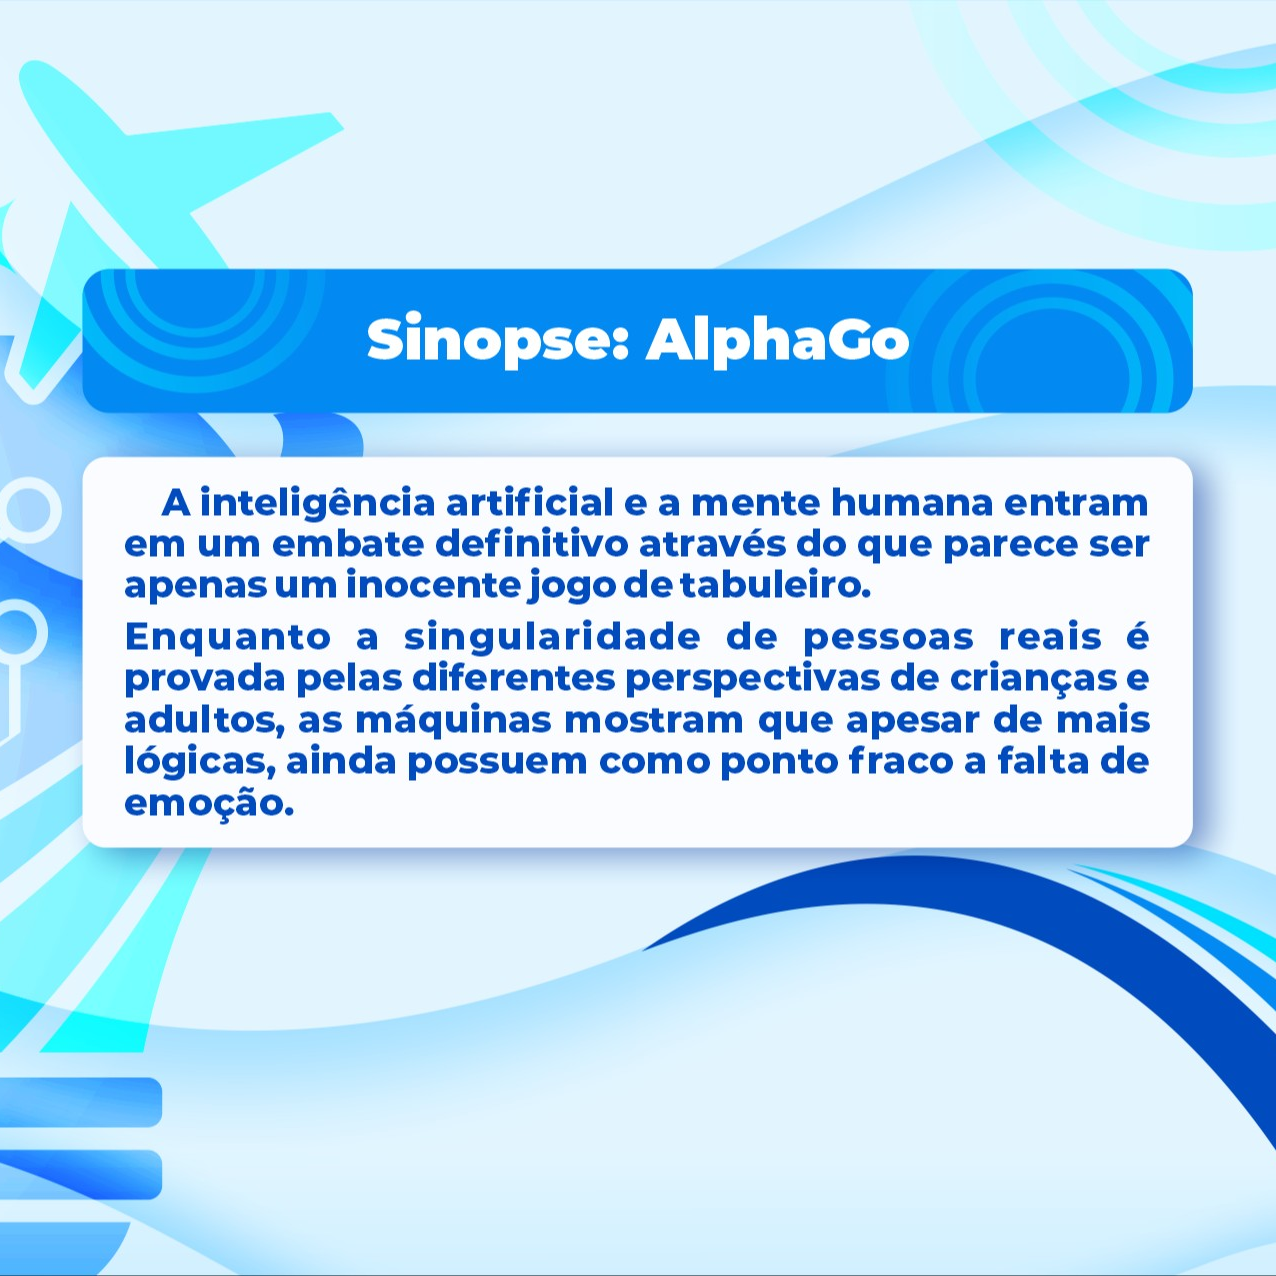 Sinopse: AlphaGo
A inteligência artificial e a mente humana entram
em um embate definitivo através do que parece ser
apenas um inocente jogo de tabuleiro.
Enquanto a singularidade de pessoas reais é
provada pelas diferentes perspectivas de crianças e
adultos, as máquinas mostram que apesar de mais
lógicas, ainda possuem como ponto fraco a falta de
emoção.